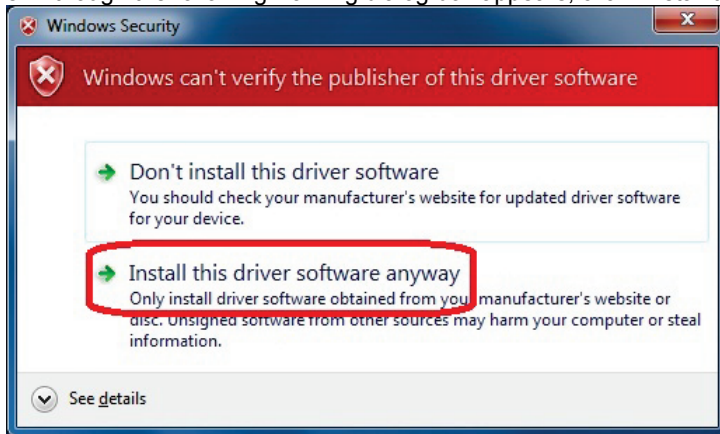 Windows Security
Windows can't verify the publisher of this driver software
Don't install this driver software
You should check your manufacturer's website for updated driver software
for your device.
Install this driver software anyway
Only install driver software obtained from your manufacturer's website or
disc. Unsigned software from other sources may harm your computer or steal
information.
See details